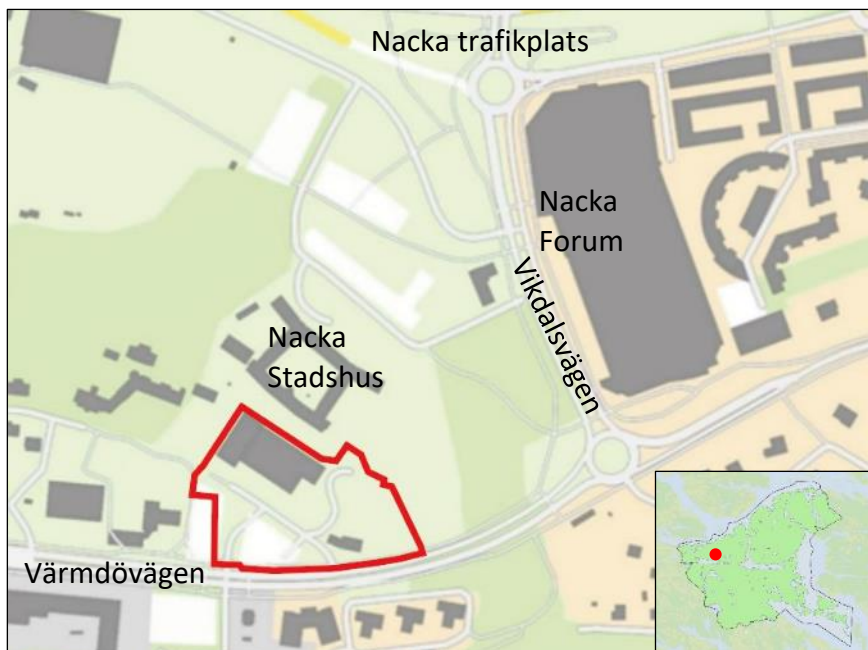 Nacka trafikplats
Nacka
Forum
Vikdalsvägen
Nacka
Stadshus
Värmdövägen